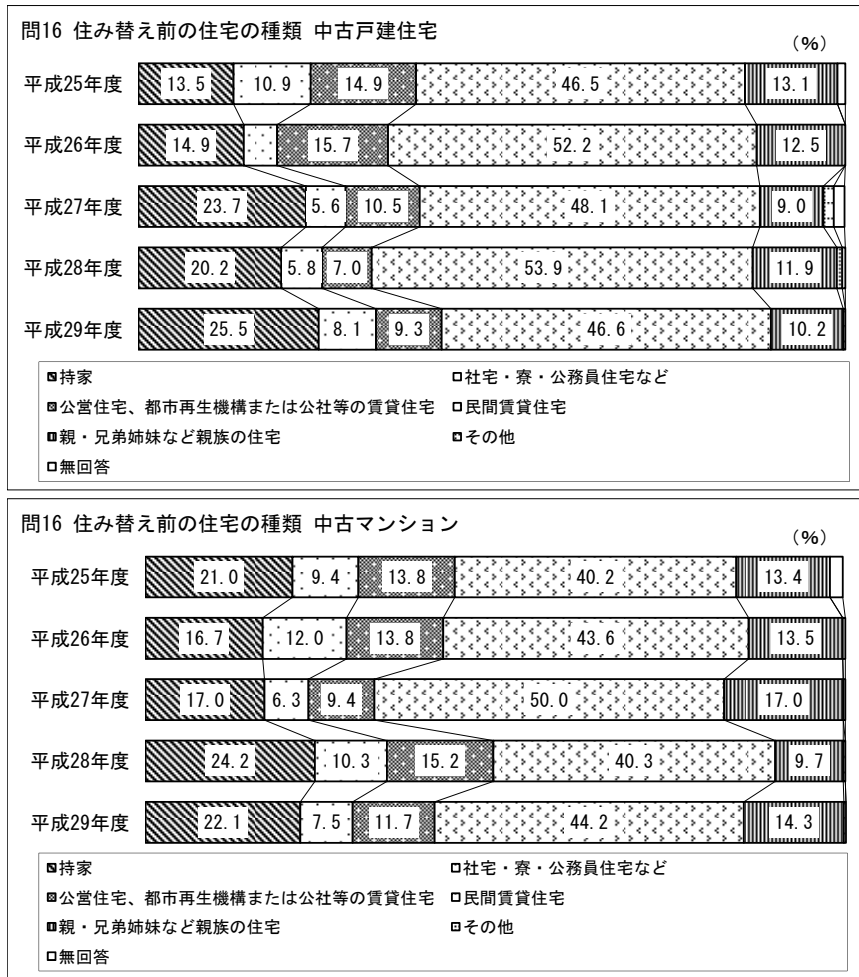 問16 住み替え前の住宅の種類 中古戸建住宅
（%）
平成25年度 13.5 10.9 14.9 46.5 13.1
平成26年度 14.9 15.7 52.2 12.5
平成27年度 23.7 5.6 10.5 48.1 9.0
平成28年度 20.2 5.8 7.0 53.9 11.9
平成29年度 25.5 8.1 9.3 46.6 10.2
持家 社宅・寮・公務員住宅など
公営住宅、都市再生機構または公社等の賃貸住宅 民間賃貸住宅
親・兄弟姉妹など親族の住宅 その他
無回答
問16 住み替え前の住宅の種類 中古マンション
（%）
平成25年度 21.0 9.4 13.8 40.2 13.4
平成26年度 16.7 12.0 13.8 43.6 13.5
平成27年度 17.0 6.3 9.4 50.0 17.0
平成28年度 24.2 10.3 15.2 40.3 9.7
平成29年度 22.1 7.5 11.7 44.2 14.3
持家 社宅・寮・公務員住宅など
公営住宅、都市再生機構または公社等の賃貸住宅 民間賃貸住宅
親・兄弟姉妹など親族の住宅 その他
無回答